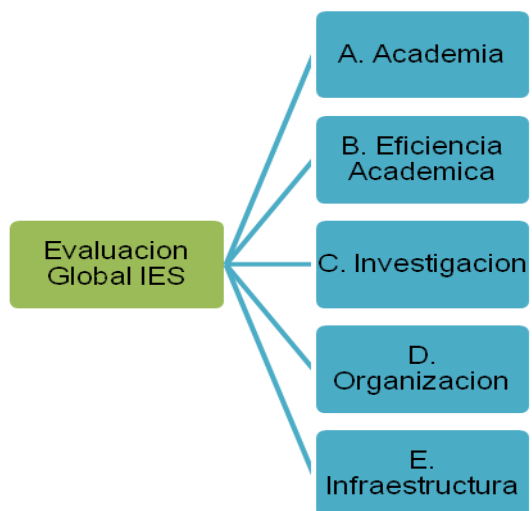 Evaluacion
Global IES
A. Academia
B. Eficiencia
Academica
C. Investigacion
D.
Organizacion
E.
Infraestructura